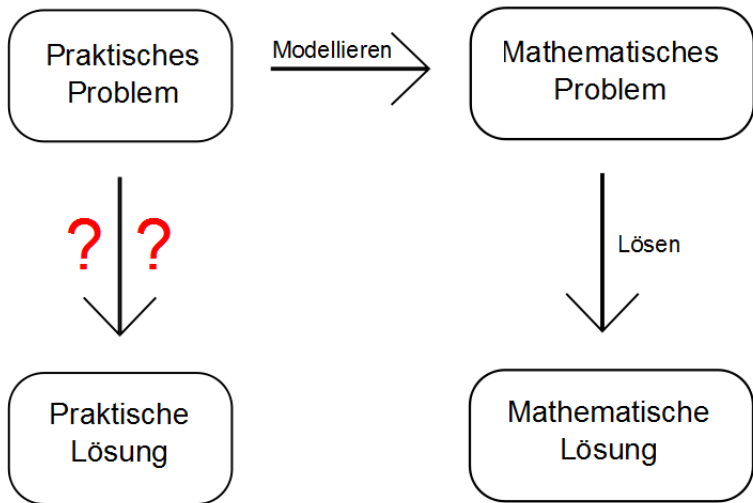 Praktisches
Problem
Modellieren
Mathematisches
Problem
? ?
Lösen
Praktische
Lösung
Mathematische
Lösung